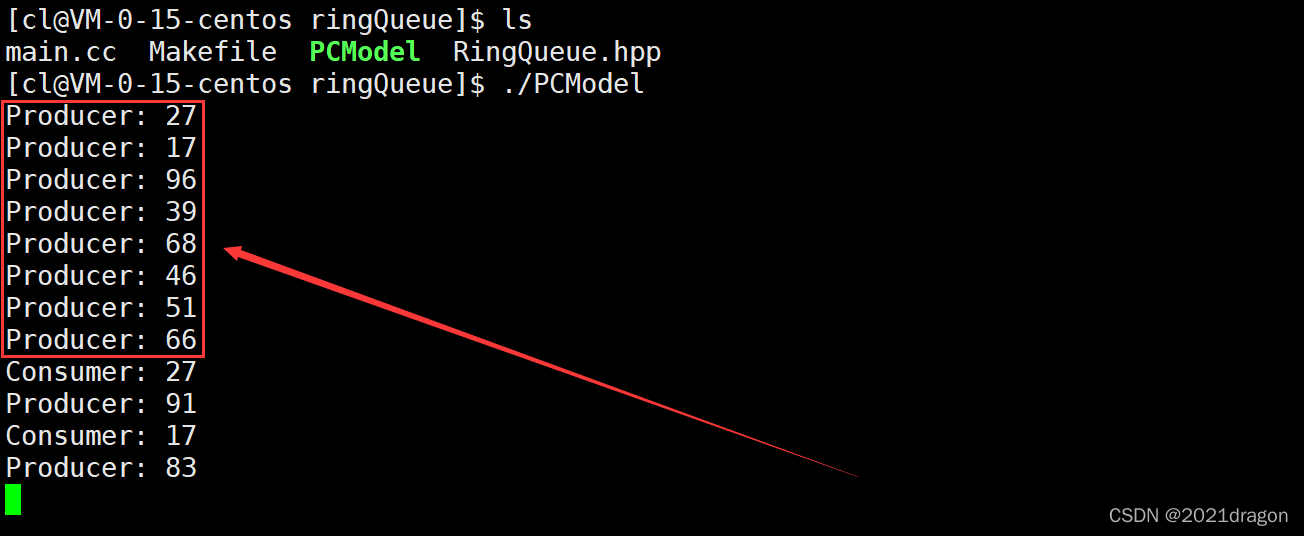 [cl@VM-0-15-centos ringQueue]$ ls
main.cc  Makefile  PCModel  RingQueue.hpp
[cl@VM-0-15-centos ringQueue]$ ./PCModel
Producer: 27
Producer: 17
Producer: 96
Producer: 39
Producer: 68
Producer: 46
Producer: 51
Producer: 66
Consumer: 27
Producer: 91
Consumer: 17
Producer: 83
CSDN @2021dragon